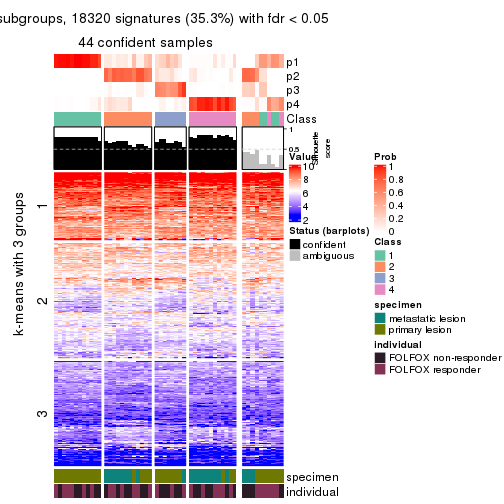 subgroups, 18320 signatures (35.3%) with fdr < 0.05
44 confident samples
p1
p2
p3
p4
Class
1
0.5
0
Silhouette
score
k-means with 3 groups
1
2
3
specimen
individual
Value
10
8
6
4
2
Status (barplots)
confident
ambiguous
Prob
1
0.8
0.6
0.4
0.2
0
Class
1
2
3
4
specimen
metastatic lesion
primary lesion
individual
FOLFOX non-responder
FOLFOX responder